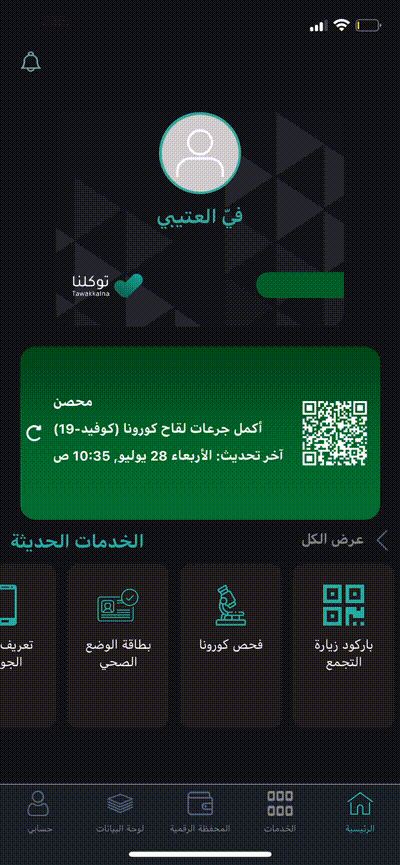 فيّ العتيبي
توكلنا
Tawakkalna
محصن
أكمل جرعات لقاح كورونا (كوفيد-19)
آخر تحديث: الأربعاء 28 يوليو, 10:35 ص
الخدمات الحديثة
عرض الكل
باركود زيارة
التجمع
فحص كورونا
بطاقة الوضع
الصحي
تعريف
الجو
الرئيسية
الخدمات
المحفظة الرقمية
لوحة البيانات
حسابي